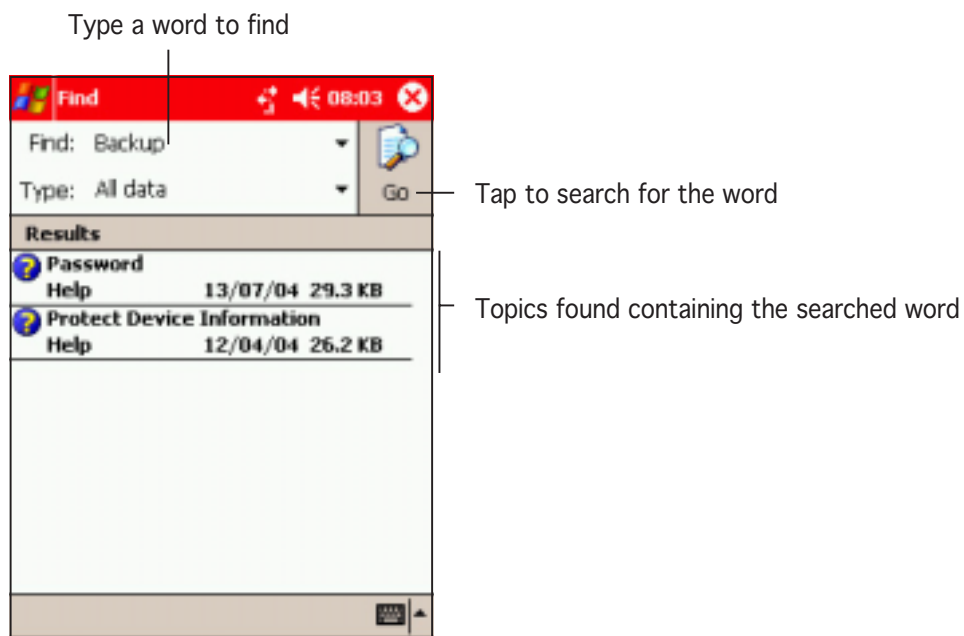 Type a word to find
Find 08:03
Find: Backup
Type: All data
Go
Tap to search for the word
Results
Password
Help 13/07/04 29.3 KB
Protect Device Information
Help 12/04/04 26.2 KB
Topics found containing the searched word